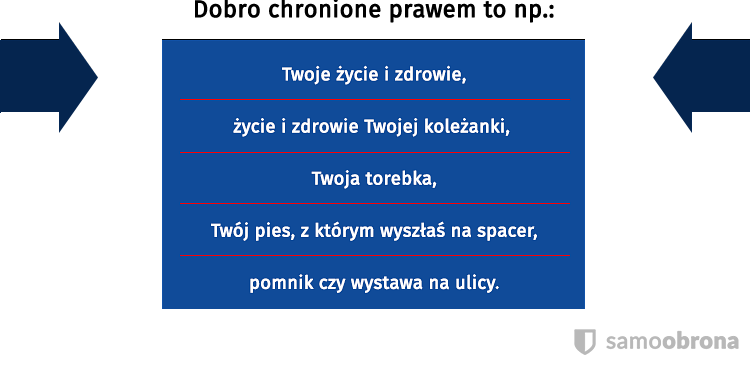 Dobro chronione prawem to np.:
Twoje życie i zdrowie,
życie i zdrowie Twojej koleżanki,
Twoja torebka,
Twój pies, z którym wyszłaś na spacer,
pomnik czy wystawa na ulicy.
samoobrona